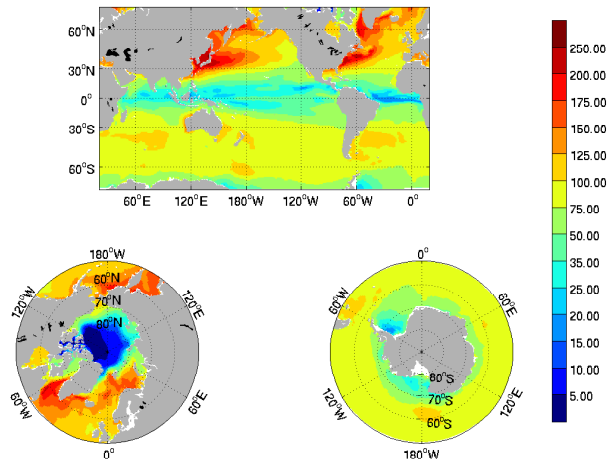 60°N
30°N
0°
30°S
60°S
60°E
120°E
180°W
120°W
60°W
0°
250.00
200.00
175.00
150.00
125.00
100.00
75.00
50.00
35.00
25.00
20.00
15.00
10.00
5.00
180°W
120°W
120°E
60°N
70°N
80°N
60°W
60°E
0°
0°
60°W
60°E
80°S
70°S
60°S
120°W
120°E
180°W